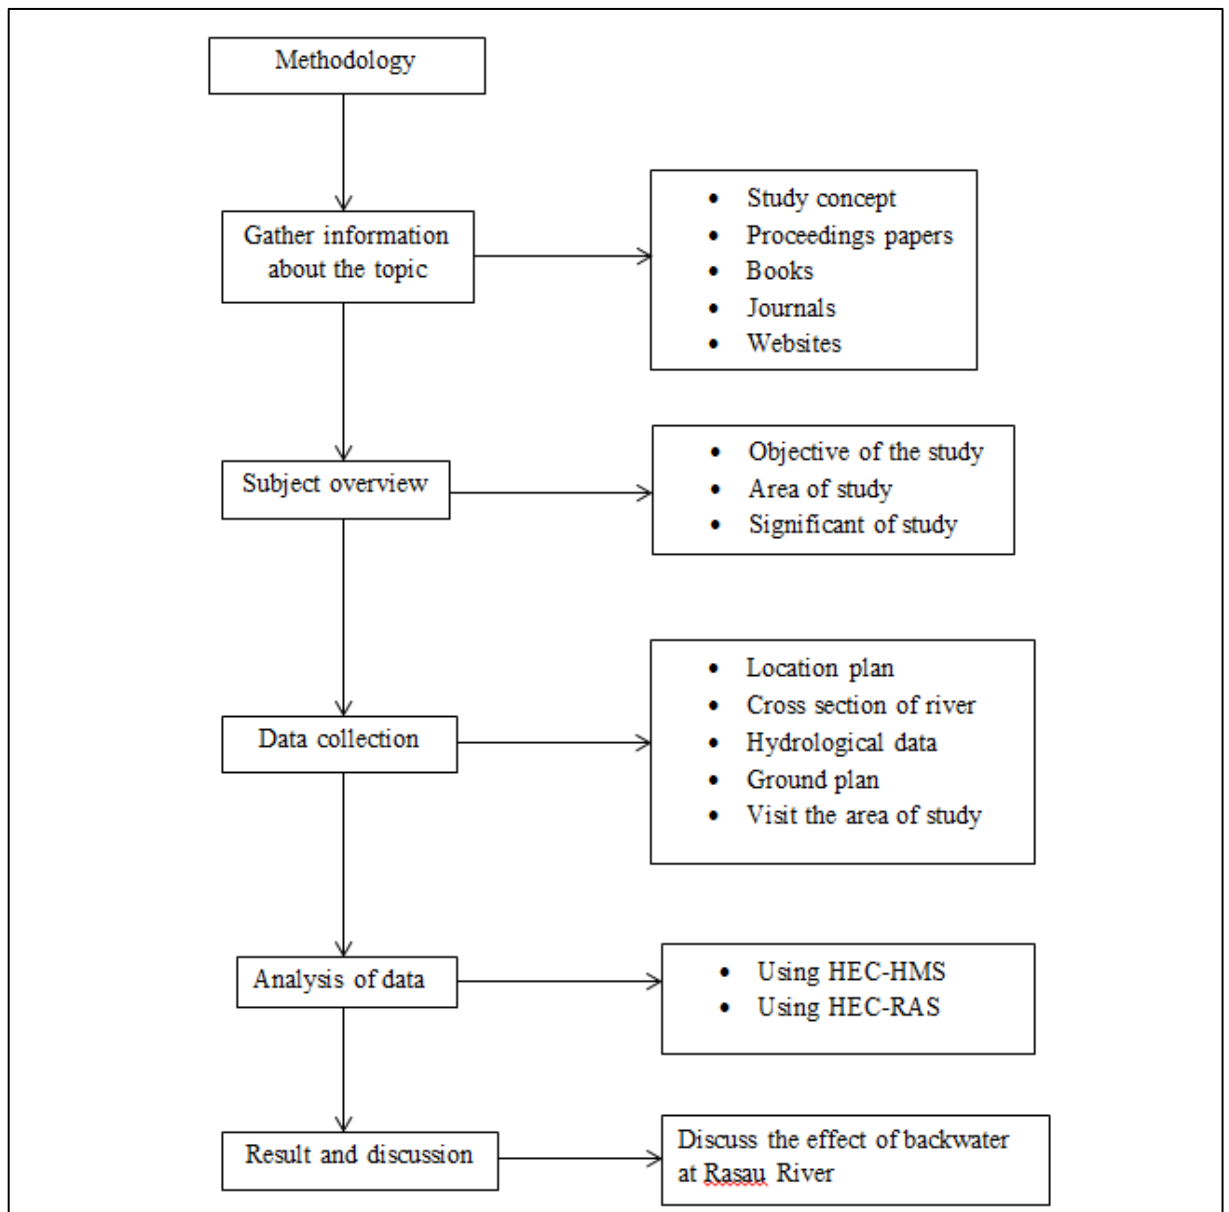 Methodology
Gather information
about the topic
• Study concept
• Proceedings papers
• Books
• Journals
• Websites
Subject overview
• Objective of the study
• Area of study
• Significant of study
Data collection
• Location plan
• Cross section of river
• Hydrological data
• Ground plan
• Visit the area of study
Analysis of data
• Using HEC-HMS
• Using HEC-RAS
Result and discussion
Discuss the effect of backwater
at Rasau River